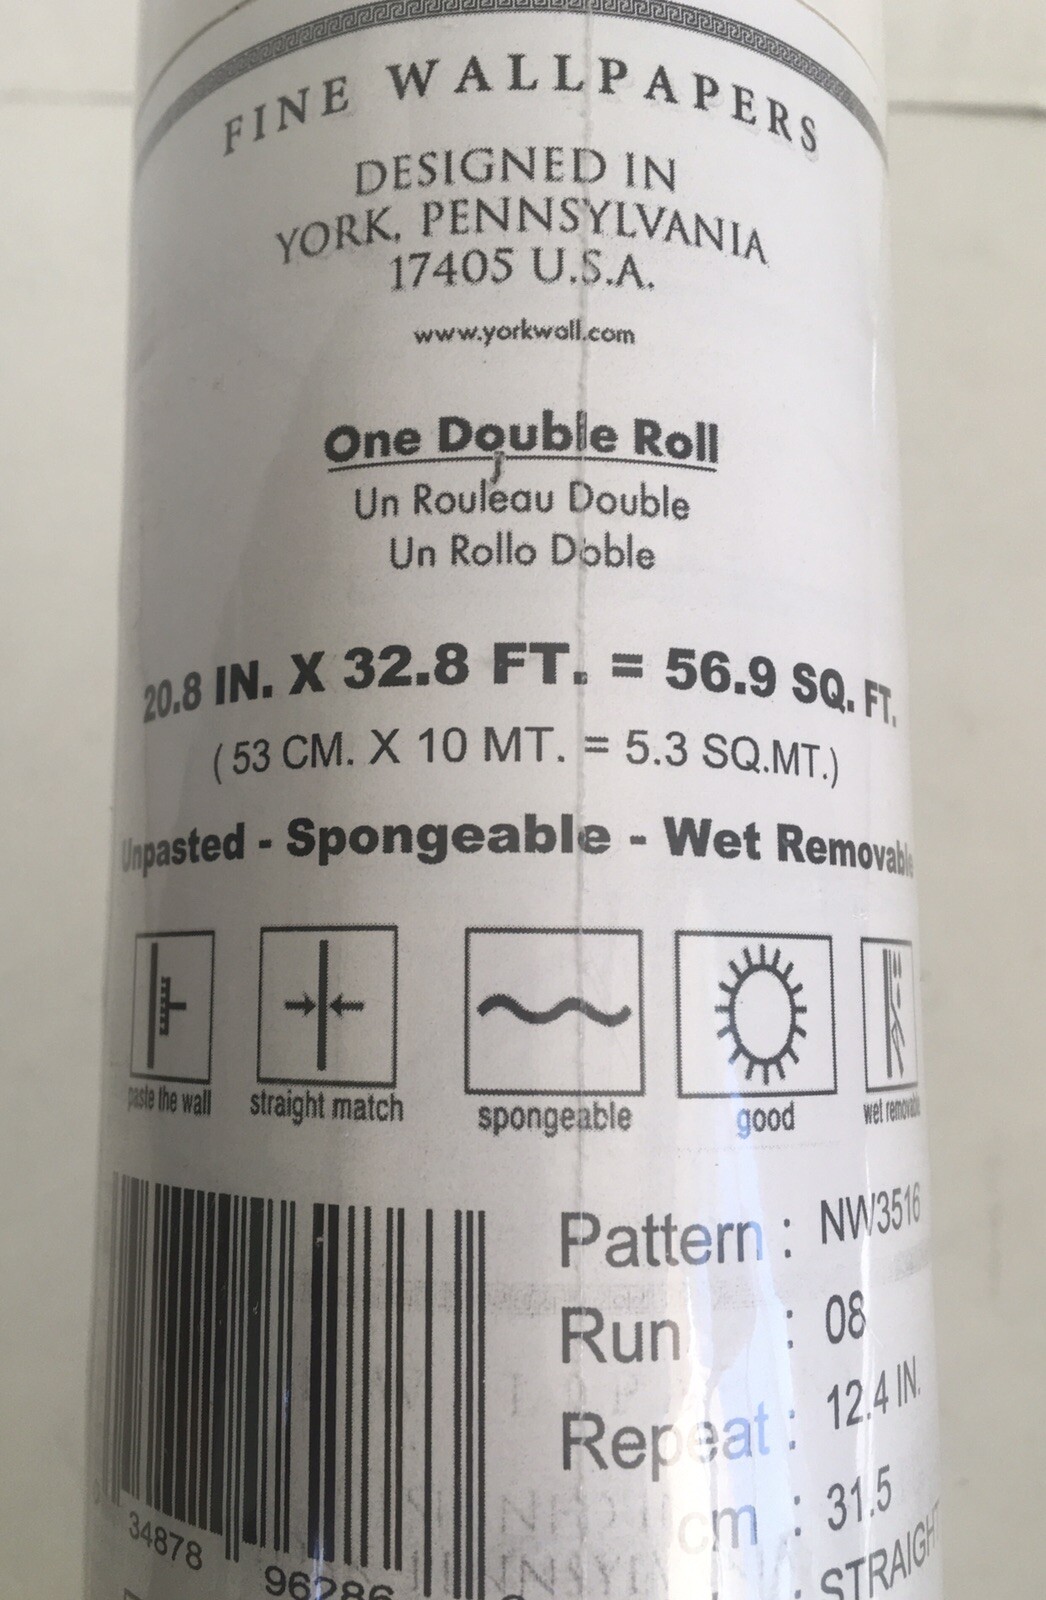 FINE WALLPAPERS
DESIGNED IN
YORK, PENNSYLVANIA
17405 U.S.A.
www.yorkwall.com
One Double Roll
Un Rouleau Double
Un Rollo Doble
20.8 IN. X 32.8 FT. = 56.9 SQ. FT.
( 53 CM. X 10 MT. = 5.3 SQ.MT.)
Unpasted - Spongeable - Wet Removable
paste the wall straight match spongeable good wet removable
Pattern : NW3516
Run : 08
Repeat : 12.4 IN.
cm : 31.5
: STRAIGHT
34878 96286